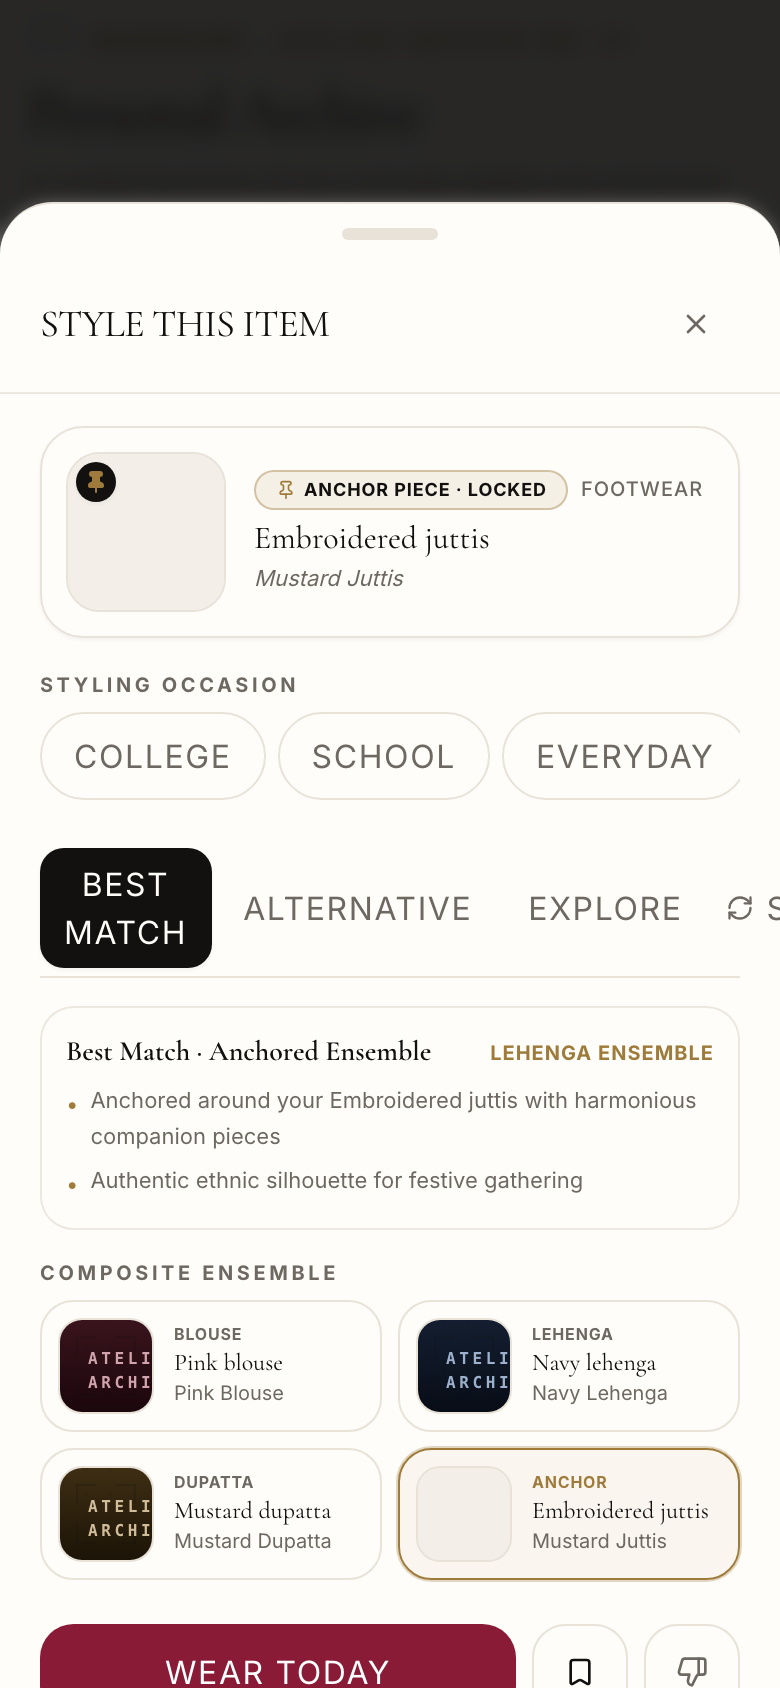 Personal Archive
STYLE THIS ITEM
ANCHOR PIECE · LOCKED FOOTWEAR
Embroidered juttis
Mustard Juttis
STYLING OCCASION
COLLEGE SCHOOL EVERYDAY
BEST
MATCH
ALTERNATIVE EXPLORE S
Best Match · Anchored Ensemble LEHENGA ENSEMBLE
• Anchored around your Embroidered juttis with harmonious
companion pieces
• Authentic ethnic silhouette for festive gathering
COMPOSITE ENSEMBLE
ATELI
ARCHI
BLOUSE
Pink blouse
Pink Blouse
ATELI
ARCHI
LEHENGA
Navy lehenga
Navy Lehenga
ATELI
ARCHI
DUPATTA
Mustard dupatta
Mustard Dupatta
ANCHOR
Embroidered juttis
Mustard Juttis
WEAR TODAY